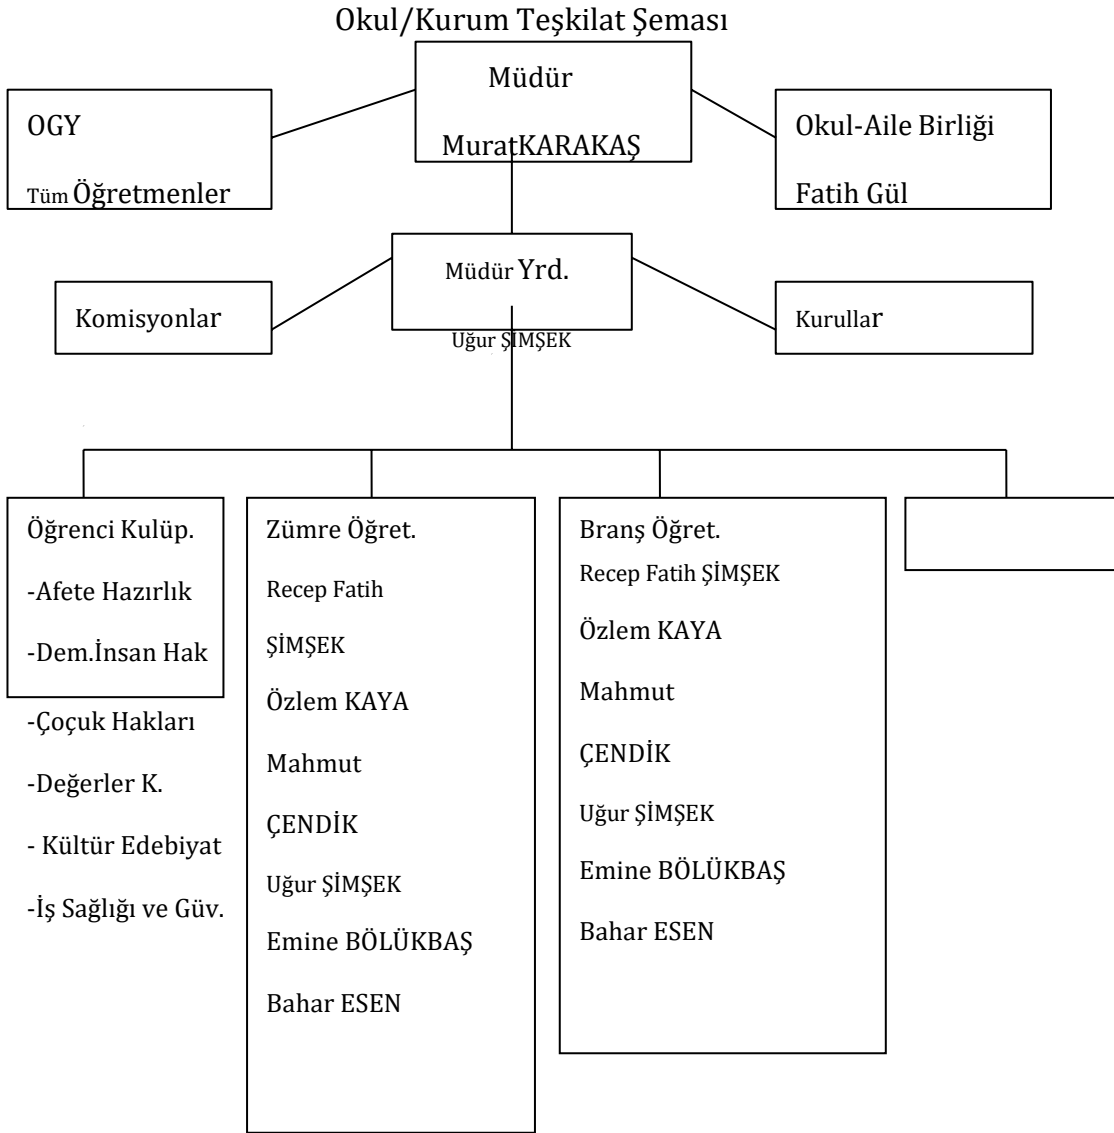 Okul/Kurum Teşkilat Şeması
Müdür
MuratKARAKAŞ
OGY
Tüm Öğretmenler
Okul-Aile Birliği
Fatih Gül
Müdür Yrd.
Uğur ŞİMŞEK
Komisyonlar
Kurullar
Öğrenci Kulüp.
-Afete Hazırlık
-Dem.İnsan Hak
-Çoçuk Hakları
-Değerler K.
- Kültür Edebiyat
-İş Sağlığı ve Güv.
Zümre Öğret.
Recep Fatih
ŞİMŞEK
Özlem KAYA
Mahmut
ÇENDİK
Uğur ŞİMŞEK
Emine BÖLÜKBAŞ
Bahar ESEN
Branş Öğret.
Recep Fatih ŞİMŞEK
Özlem KAYA
Mahmut
ÇENDİK
Uğur ŞİMŞEK
Emine BÖLÜKBAŞ
Bahar ESEN